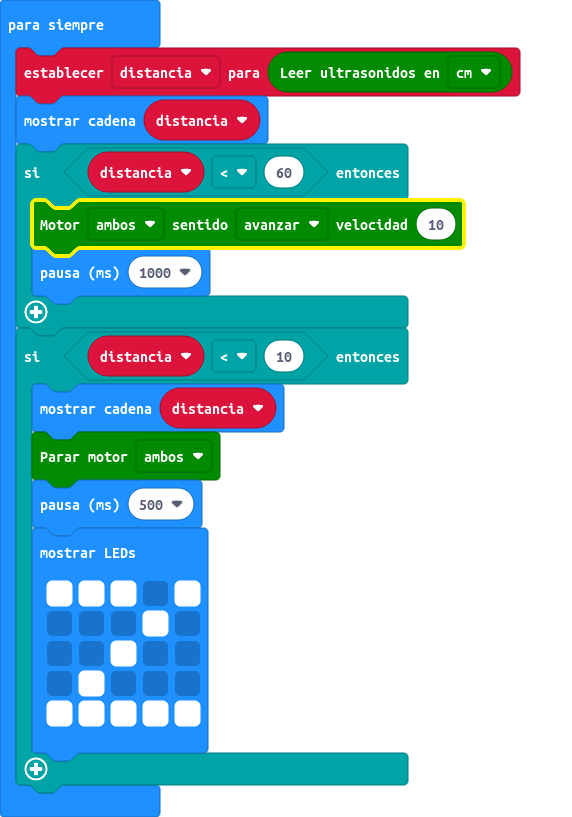 para siempre
establecer distancia para Leer ultrasonidos en cm
mostrar cadena distancia
si distancia < 60 entonces
Motor ambos sentido avanzar velocidad 10
pausa (ms) 1000
si distancia < 10 entonces
mostrar cadena distancia
Parar motor ambos
pausa (ms) 500
mostrar LEDs